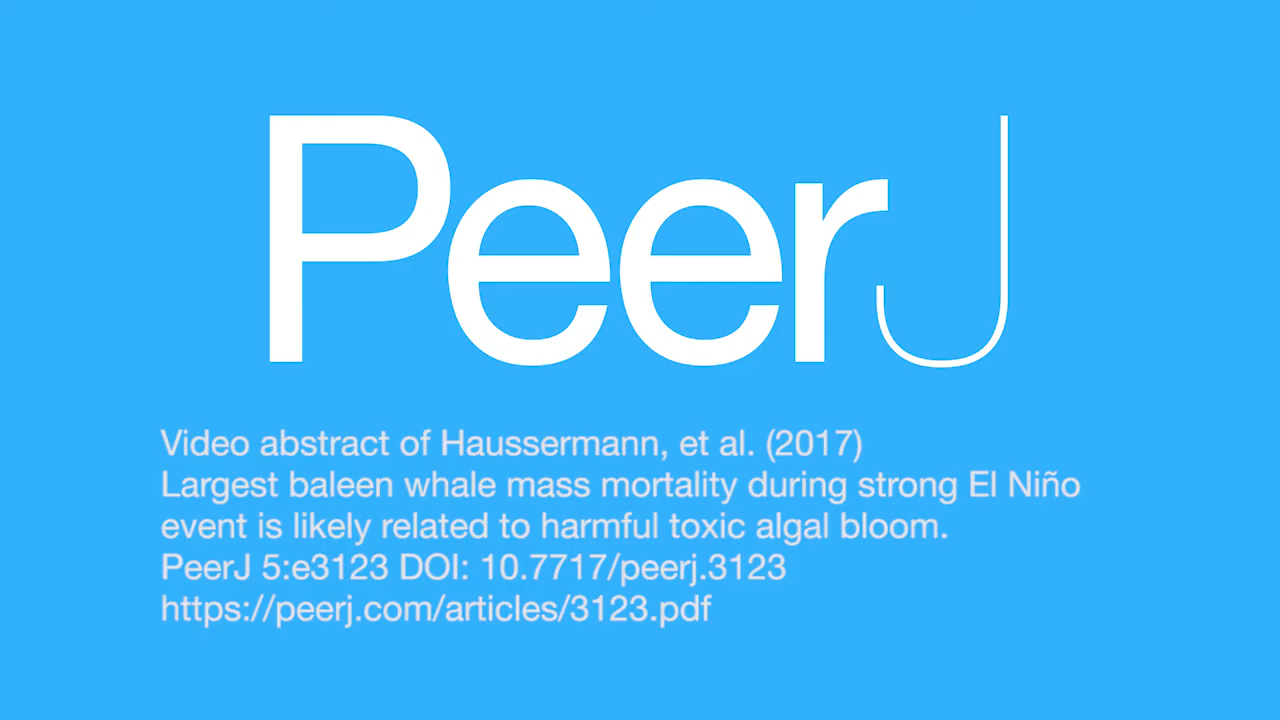 PeerJ
Video abstract of Haussermann, et al. (2017)
Largest baleen whale mass mortality during strong El Niño
event is likely related to harmful toxic algal bloom.
PeerJ 5:e3123 DOI: 10.7717/peerj.3123
https://peerj.com/articles/3123.pdf